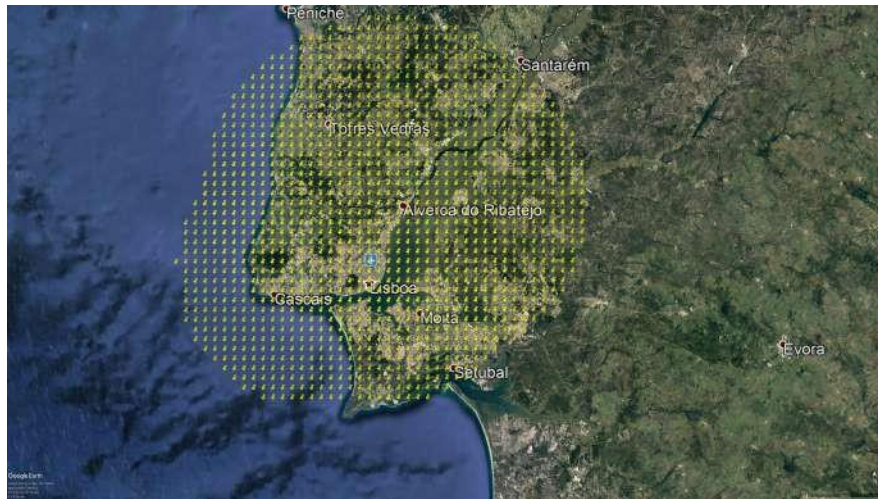 Peniche
Santarém
Torres Vedras
Alverca do Ribatejo
Lisboa
Cascais
Moita
Setubal
Évora
Google Earth